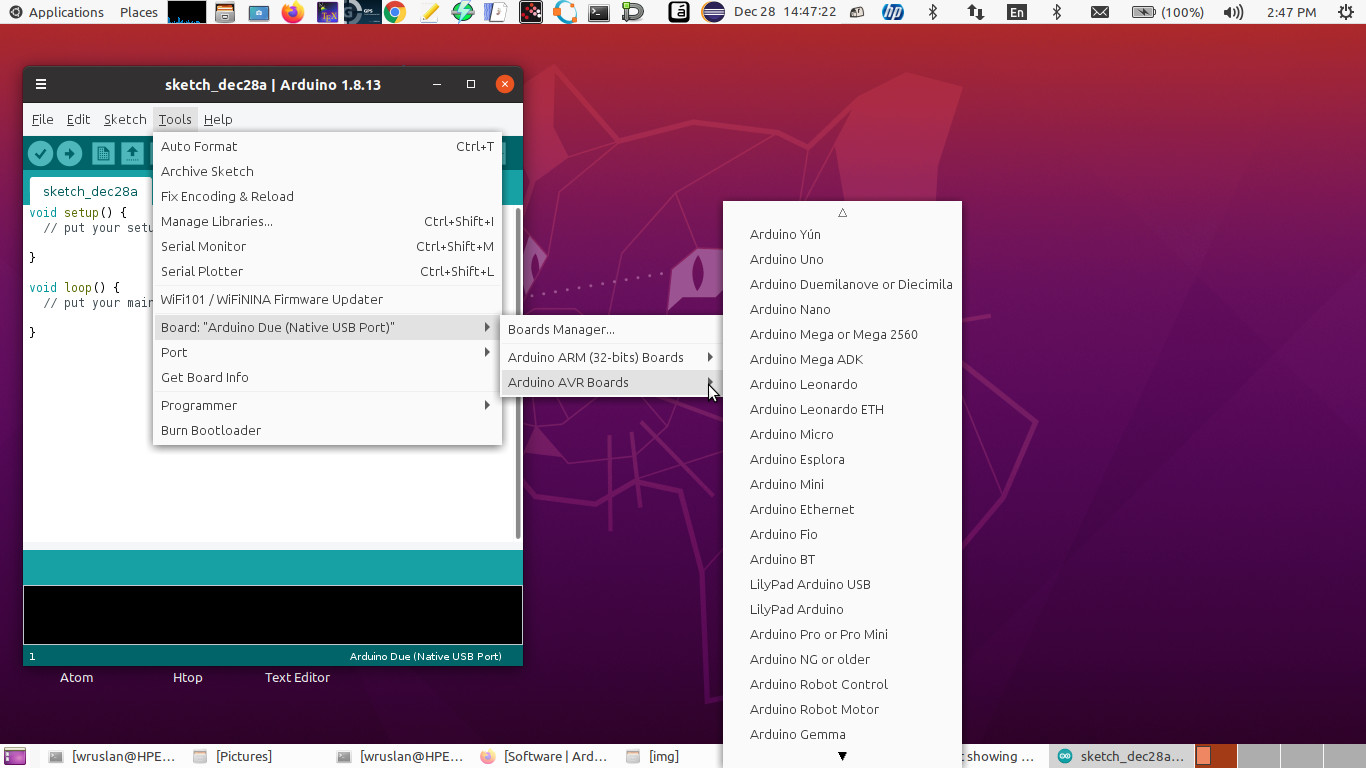 Applications Places
Dec 28 14:47:22
En
(100%)
2:47 PM
sketch_dec28a | Arduino 1.8.13
File Edit Sketch Tools Help
sketch_dec28a
void setup() {
// put your setu
}
void loop() {
// put your main
}
Auto Format Ctrl+T
Archive Sketch
Fix Encoding & Reload
Manage Libraries... Ctrl+Shift+I
Serial Monitor Ctrl+Shift+M
Serial Plotter Ctrl+Shift+L
WiFi101 / WiFiNINA Firmware Updater
Board: "Arduino Due (Native USB Port)"
Port
Get Board Info
Programmer
Burn Bootloader
Boards Manager...
Arduino ARM (32-bits) Boards
Arduino AVR Boards
Arduino Yún
Arduino Uno
Arduino Duemilanove or Diecimila
Arduino Nano
Arduino Mega or Mega 2560
Arduino Mega ADK
Arduino Leonardo
Arduino Leonardo ETH
Arduino Micro
Arduino Esplora
Arduino Mini
Arduino Ethernet
Arduino Fio
Arduino BT
LilyPad Arduino USB
LilyPad Arduino
Arduino Pro or Pro Mini
Arduino NG or older
Arduino Robot Control
Arduino Robot Motor
Arduino Gemma
1 Arduino Due (Native USB Port)
Atom Htop Text Editor
[wruslan@HPE... [Pictures] [wruslan@HPE... [Software | Ard... [img] t showing ... sketch_dec28a...